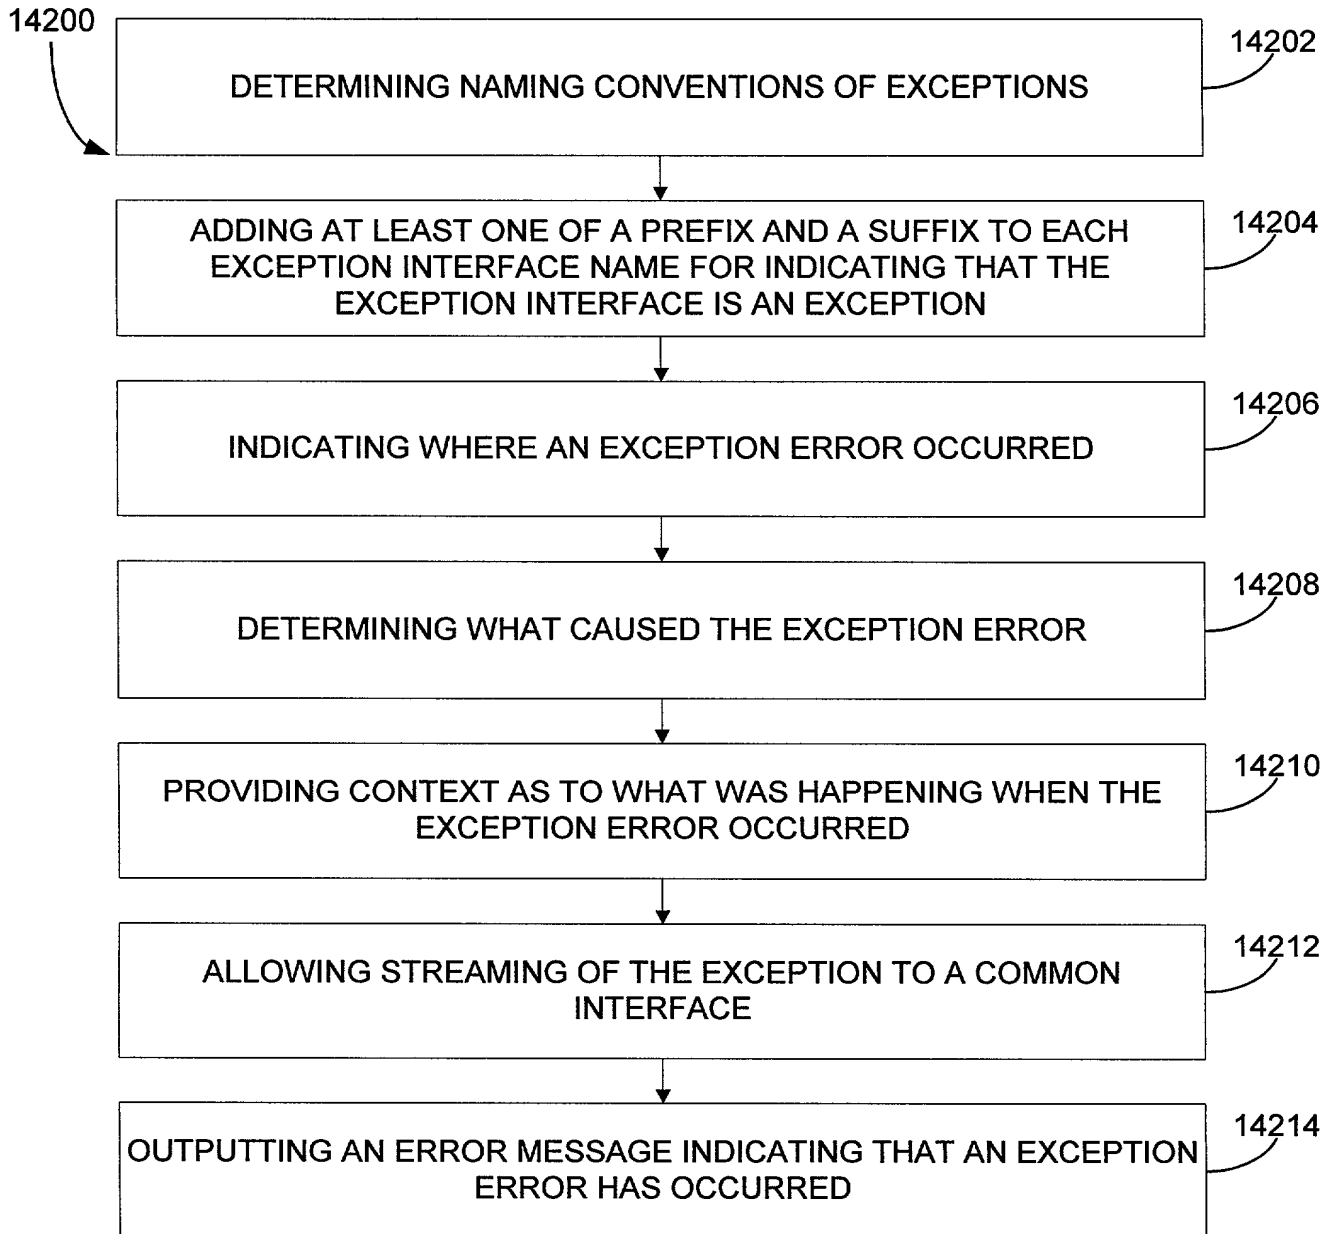 14200
14202
DETERMINING NAMING CONVENTIONS OF EXCEPTIONS
14204
ADDING AT LEAST ONE OF A PREFIX AND A SUFFIX TO EACH
EXCEPTION INTERFACE NAME FOR INDICATING THAT THE
EXCEPTION INTERFACE IS AN EXCEPTION
14206
INDICATING WHERE AN EXCEPTION ERROR OCCURRED
14208
DETERMINING WHAT CAUSED THE EXCEPTION ERROR
14210
PROVIDING CONTEXT AS TO WHAT WAS HAPPENING WHEN THE
EXCEPTION ERROR OCCURRED
14212
ALLOWING STREAMING OF THE EXCEPTION TO A COMMON
INTERFACE
14214
OUTPUTTING AN ERROR MESSAGE INDICATING THAT AN EXCEPTION
ERROR HAS OCCURRED